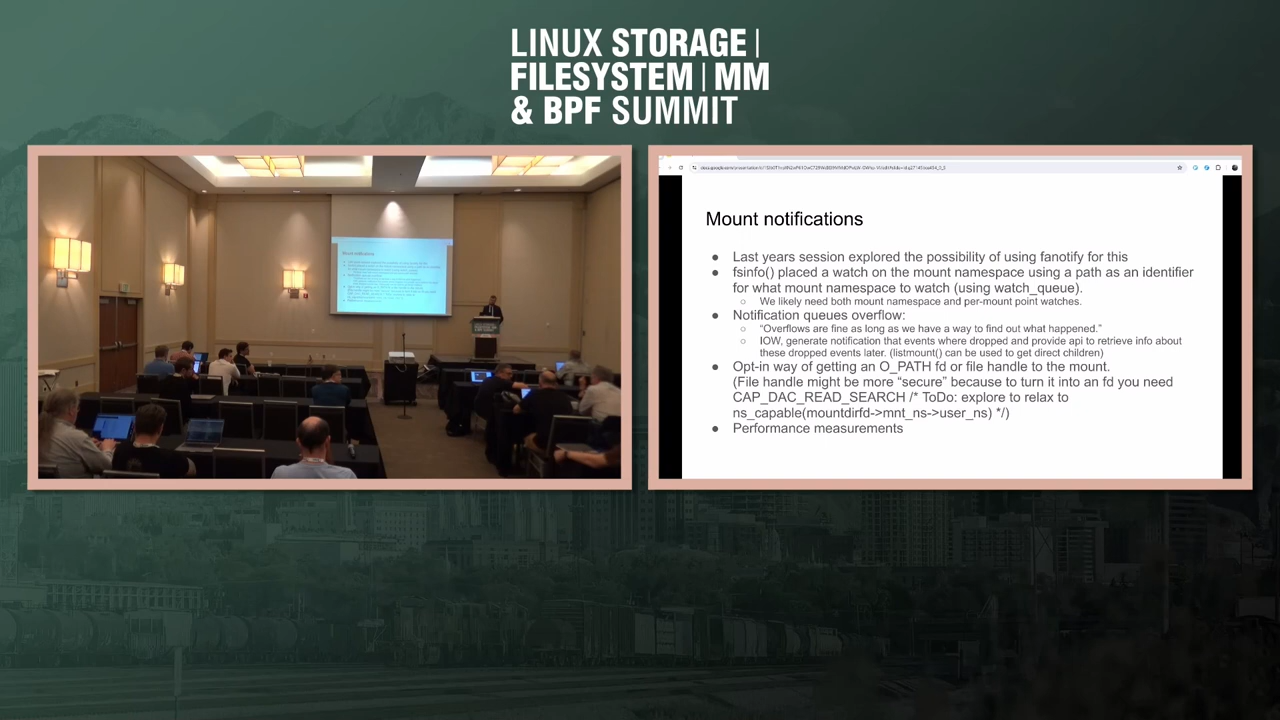 LINUX STORAGE |
FILESYSTEM | MM
& BPF SUMMIT
Mount notifications
● Last years session explored the possibility of using fanotify for this
● fsinfo() placed a watch on the mount namespace using a path as an identifier
for what mount namespace to watch (using watch_queue).
○ We likely need both mount namespace and per-mount point watches.
● Notification queues overflow:
○ “Overflows are fine as long as we have a way to find out what happened.”
○ IOW, generate notification that events where dropped and provide api to retrieve info about
these dropped events later. (listmount() can be used to get direct children)
● Opt-in way of getting an O_PATH fd or file handle to the mount.
(File handle might be more “secure” because to turn it into an fd you need
CAP_DAC_READ_SEARCH /* ToDo: explore to relax to
ns_capable(mountdirfd->mnt_ns->user_ns) */)
● Performance measurements